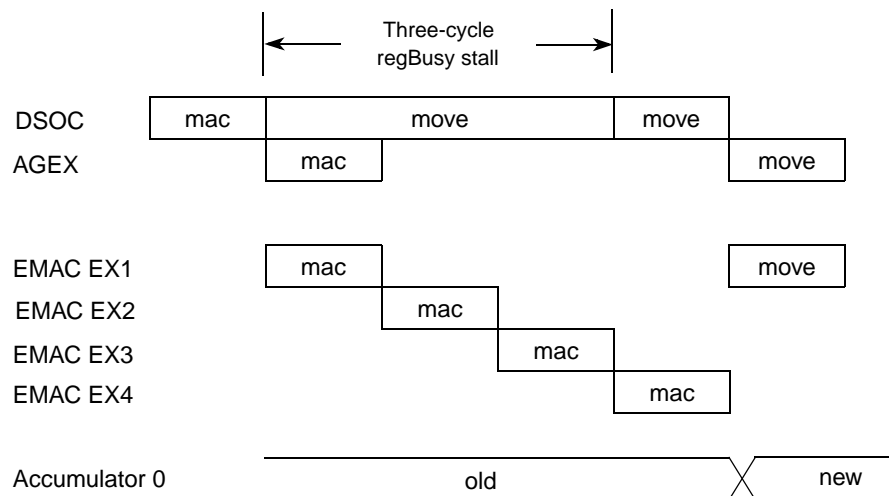 Three-cycle
regBusy stall
DSOC mac move move
AGEX mac move
EMAC EX1 mac move
EMAC EX2 mac
EMAC EX3 mac
EMAC EX4 mac
Accumulator 0 old new